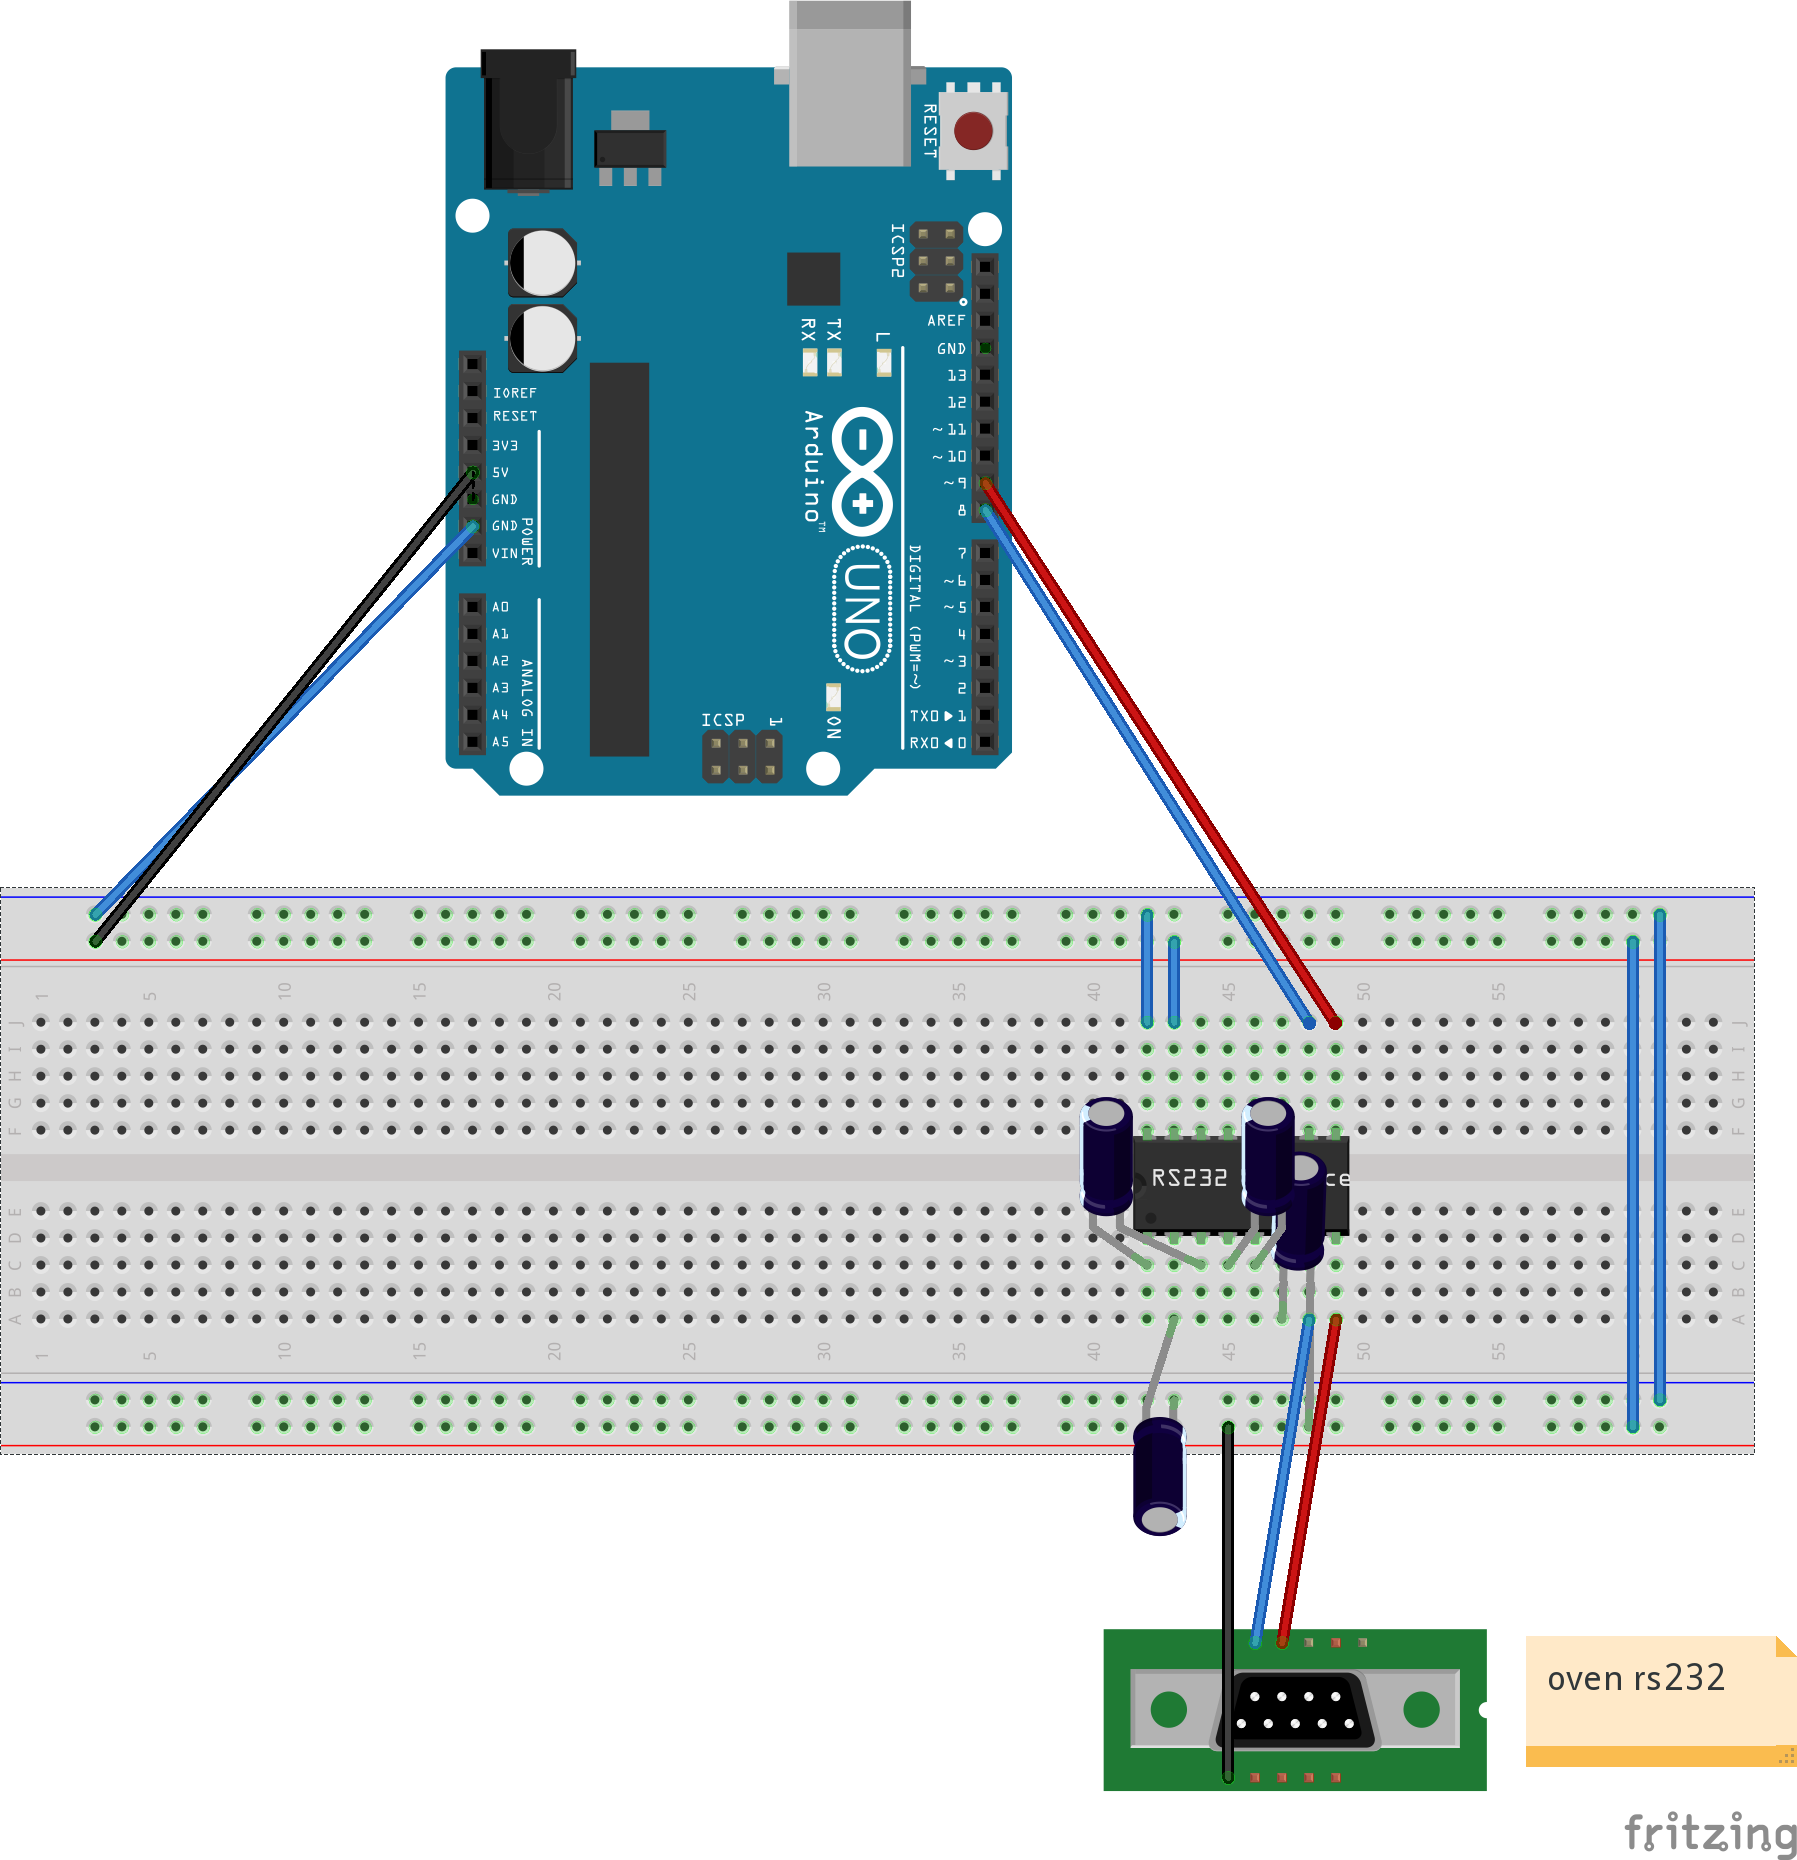 RESET
ICSP2
AREF
GND
13
12
~11
~10
~9
8
RX
TX
L
IOREF
RESET
3V3
5V
GND
GND
VIN
POWER
Arduino™
UNO
DIGITAL (PWM=~)
7
~6
~5
4
~3
2
TX0▶1
RX0◀0
A0
A1
A2
A3
A4
A5
ANALOG IN
ICSP
1
ON
1 5 10 15 20 25 30 35 40 45 50 55
J J
I I
H H
G G
F F
RS232 ce
E E
D D
C C
B B
A A
1 5 10 15 20 25 30 35 40 45 50 55
oven rs232
fritzing